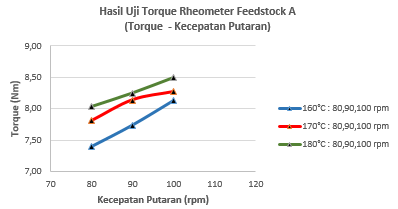 Hasil Uji Torque Rheometer Feedstock A
(Torque - Kecepatan Putaran)
9,00
8,50
8,00
7,50
7,00
Torque (Nm)
70
80
90
100
110
120
Kecepatan Putaran (rpm)
160°C : 80,90,100 rpm
170°C : 80,90,100 rpm
180°C : 80,90,100 rpm